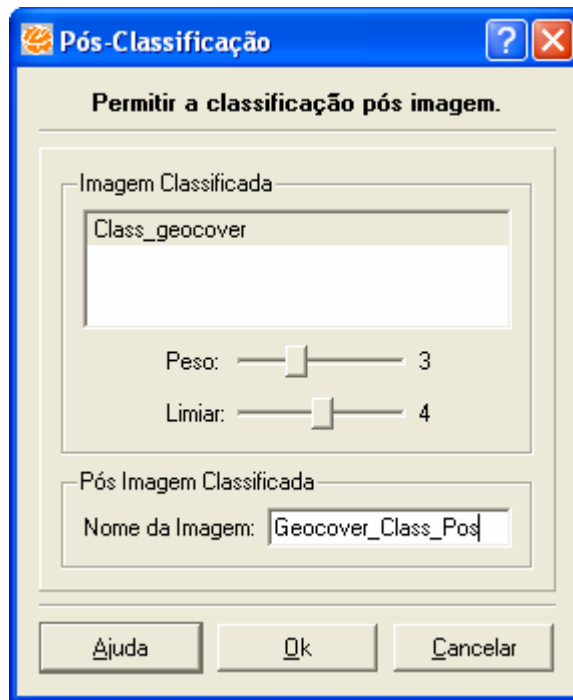 Pós-Classificação
Permitir a classificação pós imagem.
Imagem Classificada
Class_geocover
Peso: 3
Limiar: 4
Pós Imagem Classificada
Nome da Imagem: Geocover_Class_Pos
Ajuda Ok Cancelar